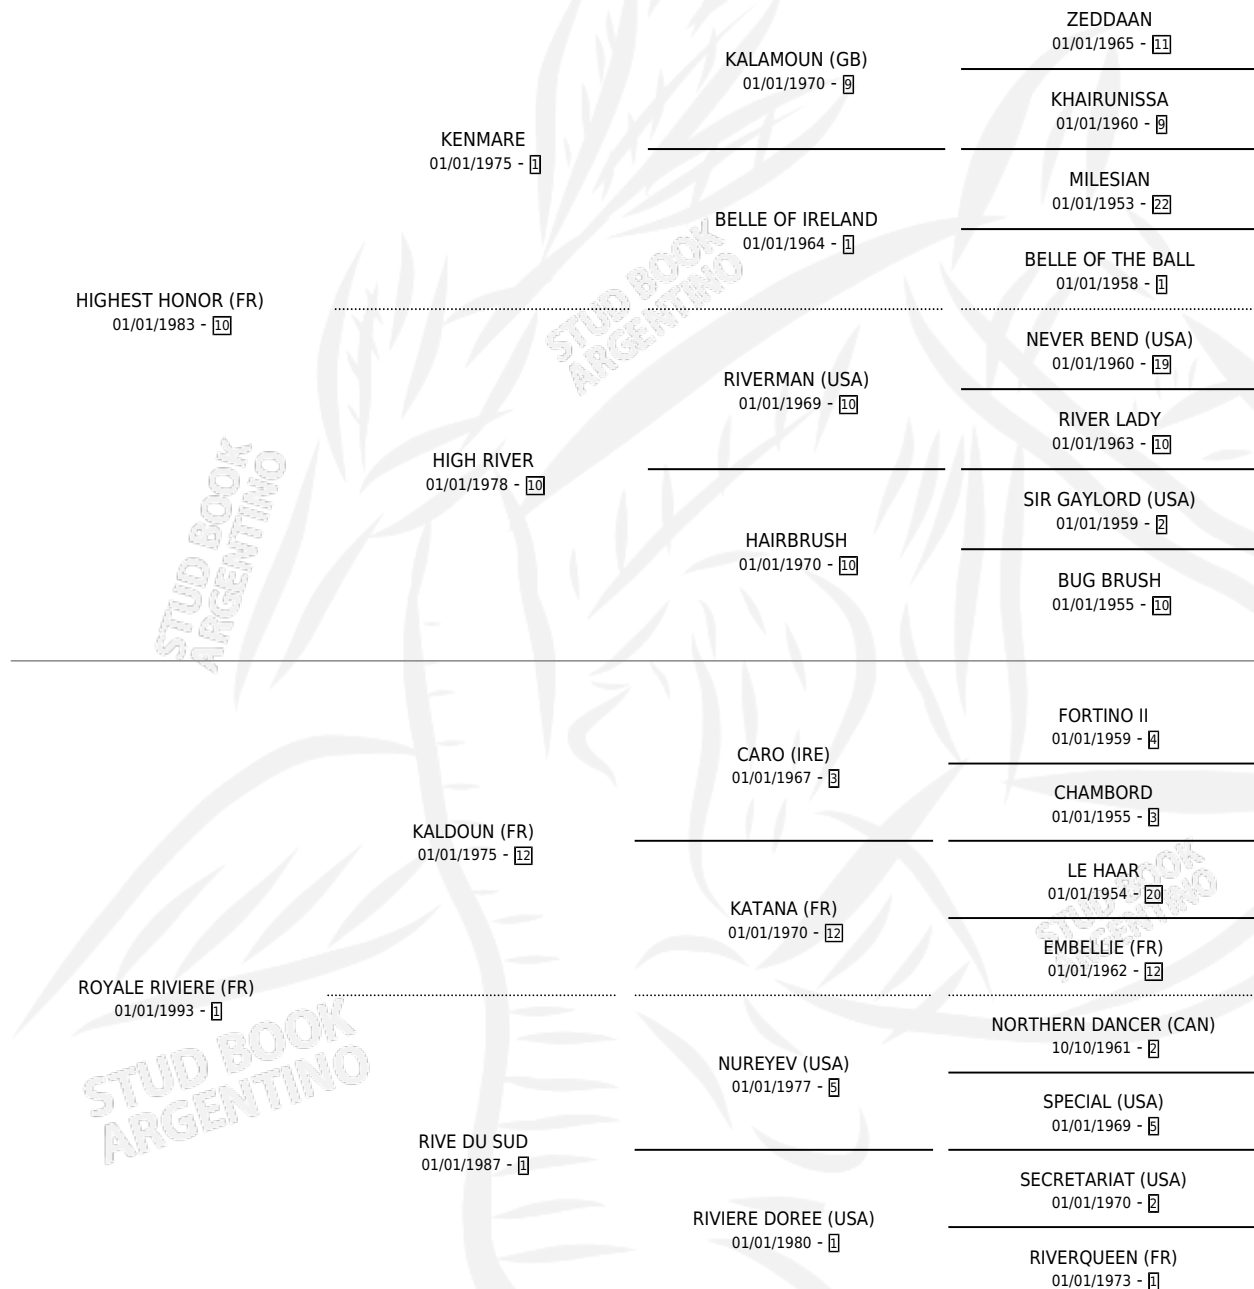 ZEDDAAN
01/01/1965 - 11
KALAMOUN (GB)
01/01/1970 - 9
KHAIRUNISSA
01/01/1960 - 9
KENMARE
01/01/1975 - 1
MILESIAN
01/01/1953 - 22
BELLE OF IRELAND
01/01/1964 - 1
BELLE OF THE BALL
01/01/1958 - 1
HIGHEST HONOR (FR)
01/01/1983 - 10
STUD BOOK
ARGENTINO
NEVER BEND (USA)
01/01/1960 - 19
RIVERMAN (USA)
01/01/1969 - 10
RIVER LADY
01/01/1963 - 10
HIGH RIVER
01/01/1978 - 10
SIR GAYLORD (USA)
01/01/1959 - 2
HAIRBRUSH
01/01/1970 - 10
BUG BRUSH
01/01/1955 - 10
STUD BOOK
ARGENTINO
FORTINO II
01/01/1959 - 4
CARO (IRE)
01/01/1967 - 3
CHAMBORD
01/01/1955 - 3
KALDOUN (FR)
01/01/1975 - 12
LE HAAR
01/01/1954 - 20
KATANA (FR)
01/01/1970 - 12
EMBELLIE (FR)
01/01/1962 - 12
STUD BOOK
ARGENTINO
ROYALE RIVIERE (FR)
01/01/1993 - 1
NORTHERN DANCER (CAN)
10/10/1961 - 2
NUREYEV (USA)
01/01/1977 - 5
SPECIAL (USA)
01/01/1969 - 5
STUD BOOK
ARGENTINO
RIVE DU SUD
01/01/1987 - 1
SECRETARIAT (USA)
01/01/1970 - 2
RIVIERE DOREE (USA)
01/01/1980 - 1
RIVERQUEEN (FR)
01/01/1973 - 1